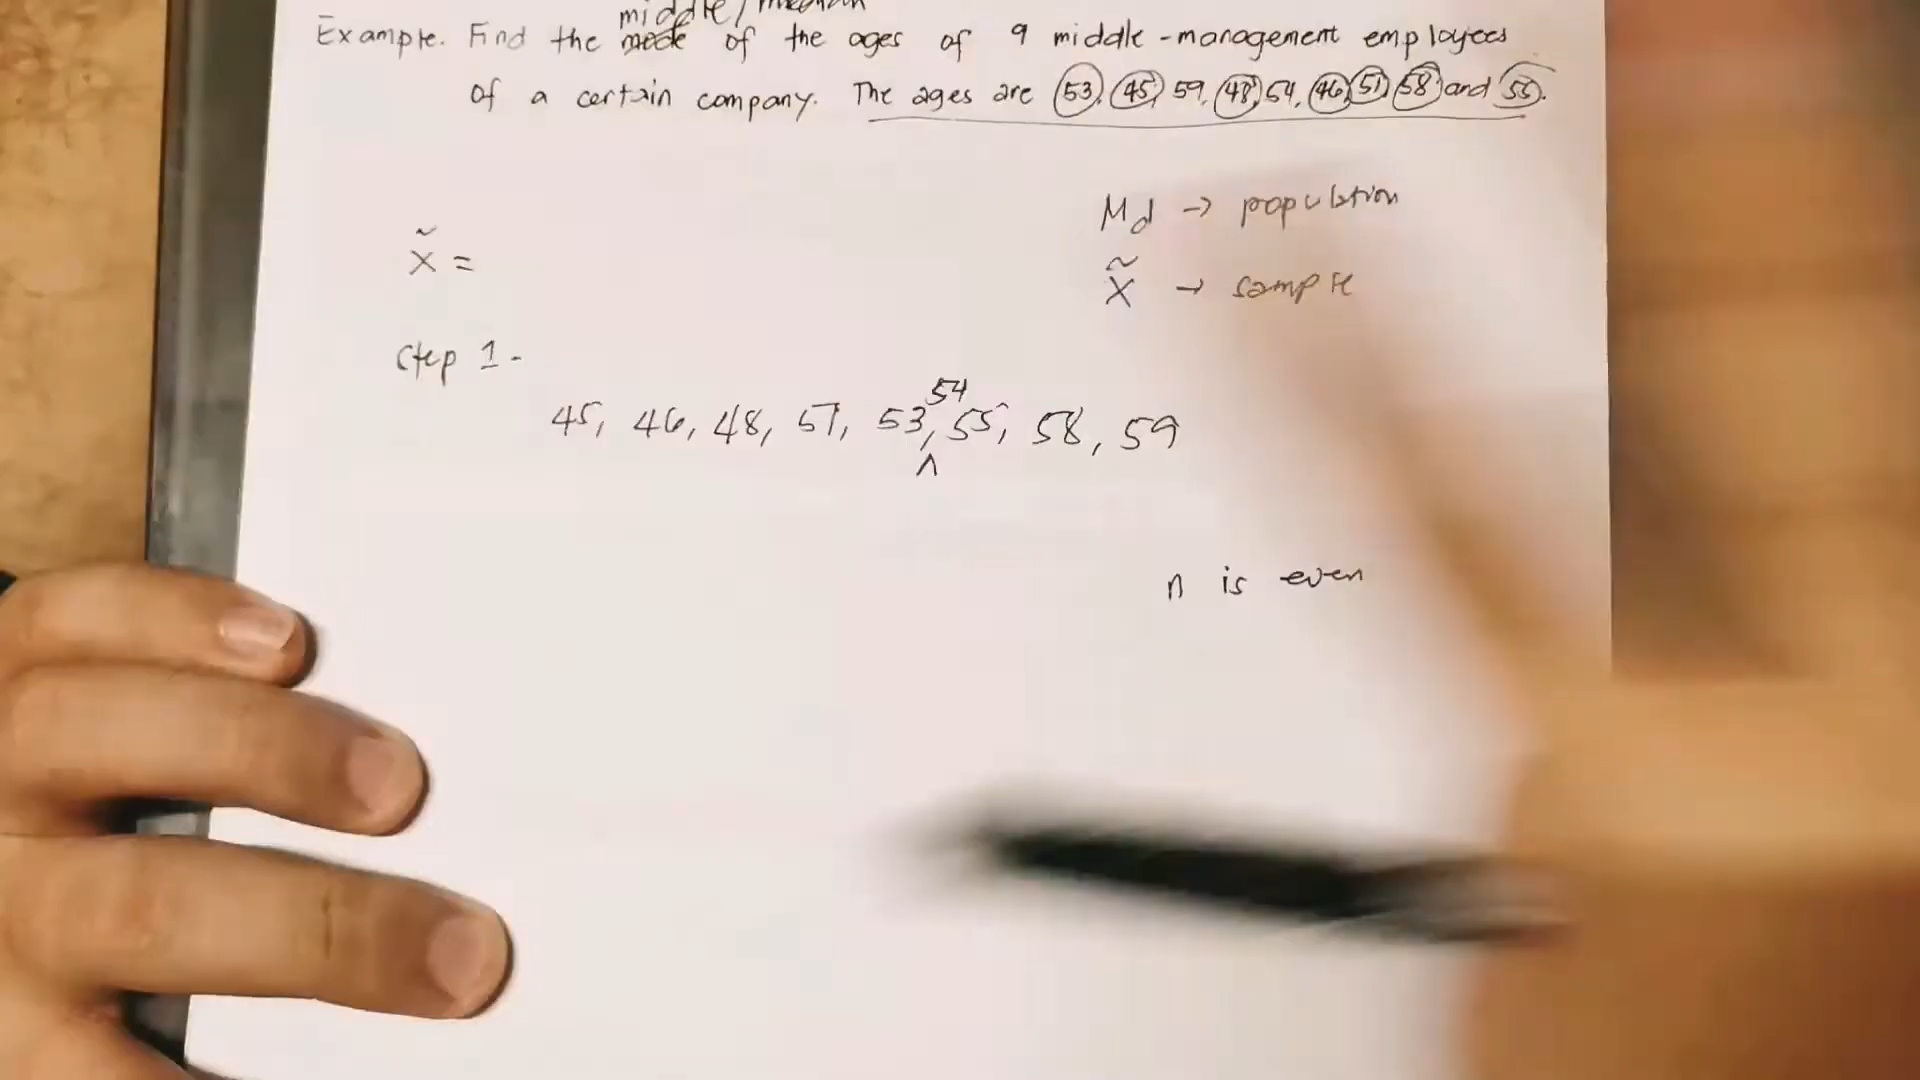 middle / median
Example. Find the mode of the ages of 9 middle-management employees
of a certain company. The ages are 53, 45, 59, 48, 54, 46, 51, 58 and 55.
Md → population
x̃ =
x̃ → sample
Step 1 -
54
45, 46, 48, 51, 53, 55, 58, 59
^
n is even